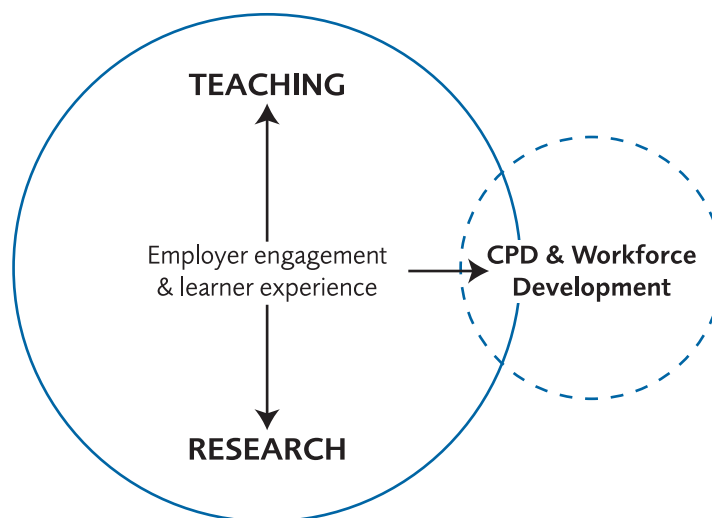 TEACHING
Employer engagement
& learner experience
CPD & Workforce
Development
RESEARCH